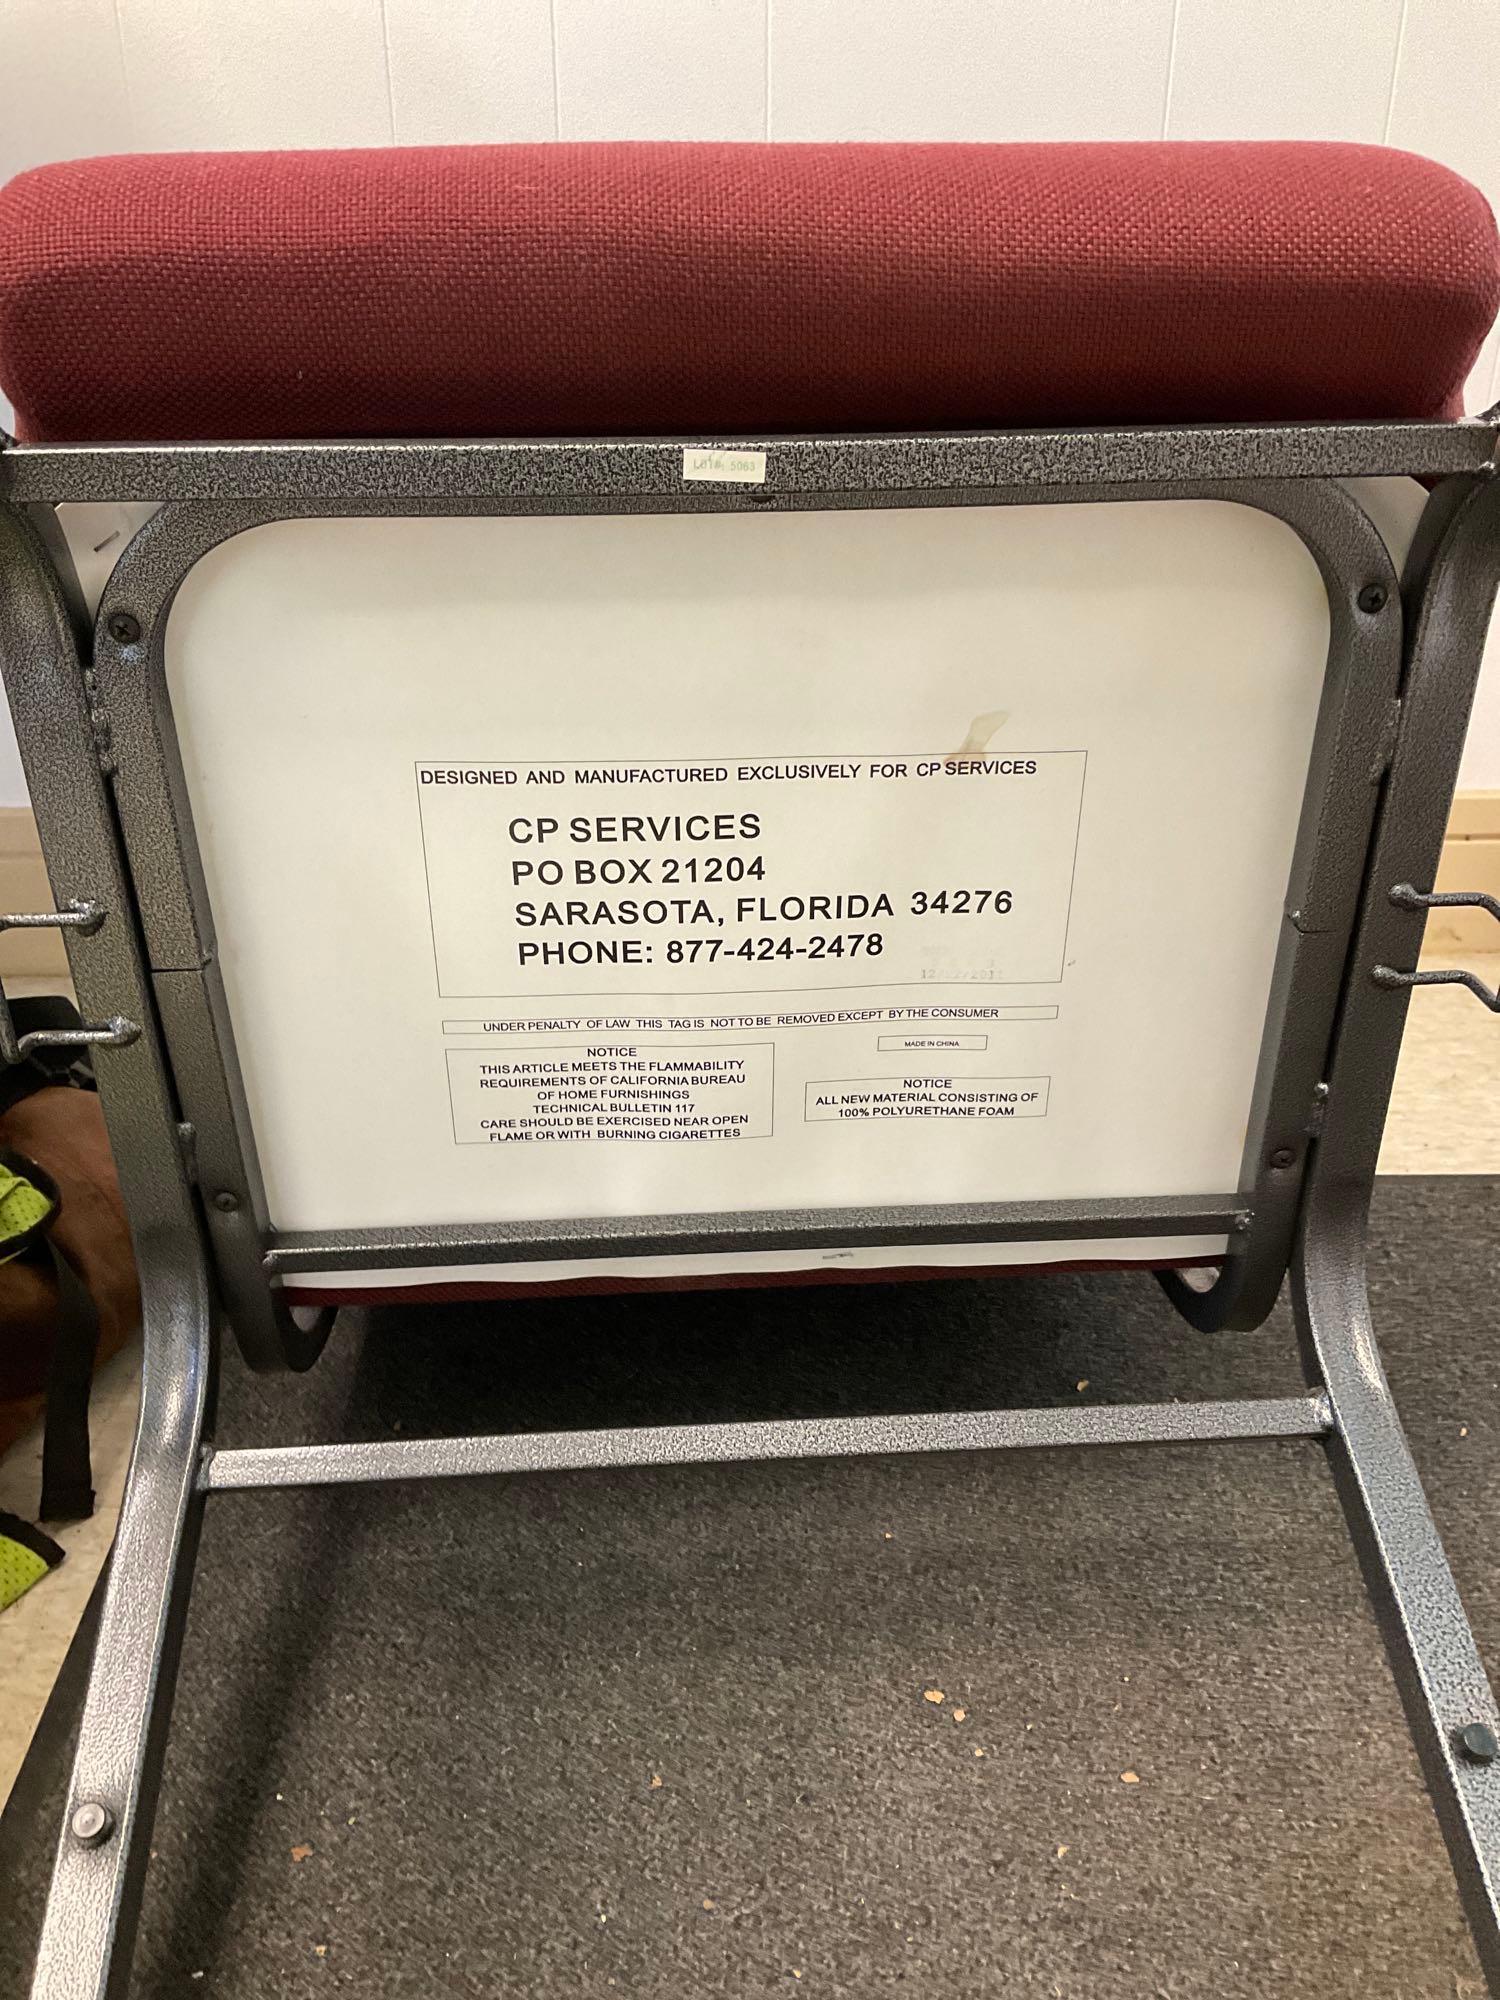 LOT#: 5063
DESIGNED AND MANUFACTURED EXCLUSIVELY FOR CP SERVICES
CP SERVICES
PO BOX 21204
SARASOTA, FLORIDA 34276
PHONE: 877-424-2478
UNDER PENALTY OF LAW THIS TAG IS NOT TO BE REMOVED EXCEPT BY THE CONSUMER
MADE IN CHINA
NOTICE
THIS ARTICLE MEETS THE FLAMMABILITY
REQUIREMENTS OF CALIFORNIA BUREAU
OF HOME FURNISHINGS
TECHNICAL BULLETIN 117
CARE SHOULD BE EXERCISED NEAR OPEN
FLAME OR WITH BURNING CIGARETTES
NOTICE
ALL NEW MATERIAL CONSISTING OF
100% POLYURETHANE FOAM